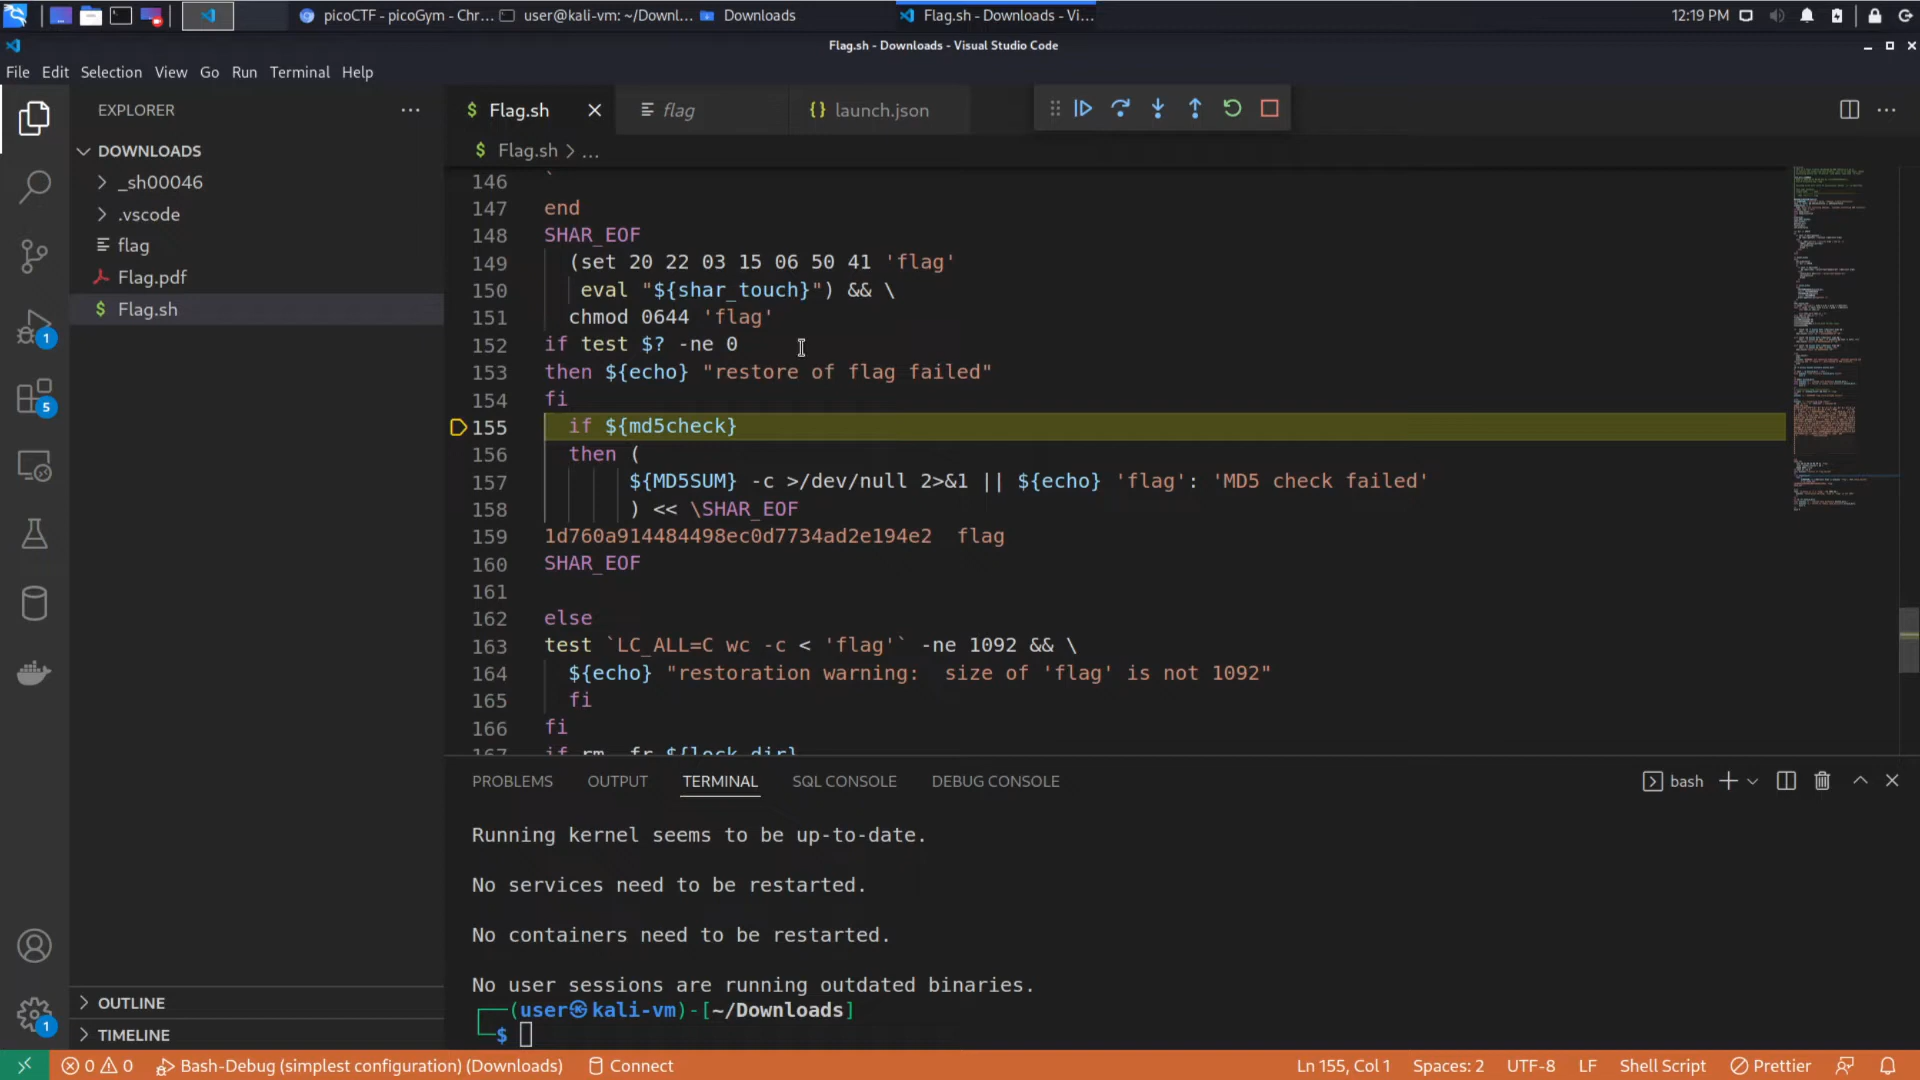 picoCTF - picoGym - Chr...
user@kali-vm: ~/Downl...
Downloads
Flag.sh - Downloads - Vi...
12:19 PM
Flag.sh - Downloads - Visual Studio Code
File Edit Selection View Go Run Terminal Help
EXPLORER
Flag.sh
flag
{} launch.json
DOWNLOADS
_sh00046
.vscode
flag
Flag.pdf
$ Flag.sh
$ Flag.sh > ...
146 `
147 end
148 SHAR_EOF
149 (set 20 22 03 15 06 50 41 'flag'
150 eval "${shar_touch}") && \
151 chmod 0644 'flag'
152 if test $? -ne 0
153 then ${echo} "restore of flag failed"
154 fi
155 if ${md5check}
156 then (
157 ${MD5SUM} -c >/dev/null 2>&1 || ${echo} 'flag': 'MD5 check failed'
158 ) << \SHAR_EOF
159 1d760a914484498ec0d7734ad2e194e2  flag
160 SHAR_EOF
161
162 else
163 test `LC_ALL=C wc -c < 'flag'` -ne 1092 && \
164 ${echo} "restoration warning:  size of 'flag' is not 1092"
165 fi
166 fi
167 if rm -fr ${lock_dir}
1
5
PROBLEMS OUTPUT TERMINAL SQL CONSOLE DEBUG CONSOLE
bash
Running kernel seems to be up-to-date.
No services need to be restarted.
No containers need to be restarted.
No user sessions are running outdated binaries.
(user㉿kali-vm)-[~/Downloads]
$
OUTLINE
TIMELINE
1
0 0 Bash-Debug (simplest configuration) (Downloads) Connect
Ln 155, Col 1 Spaces: 2 UTF-8 LF Shell Script Prettier